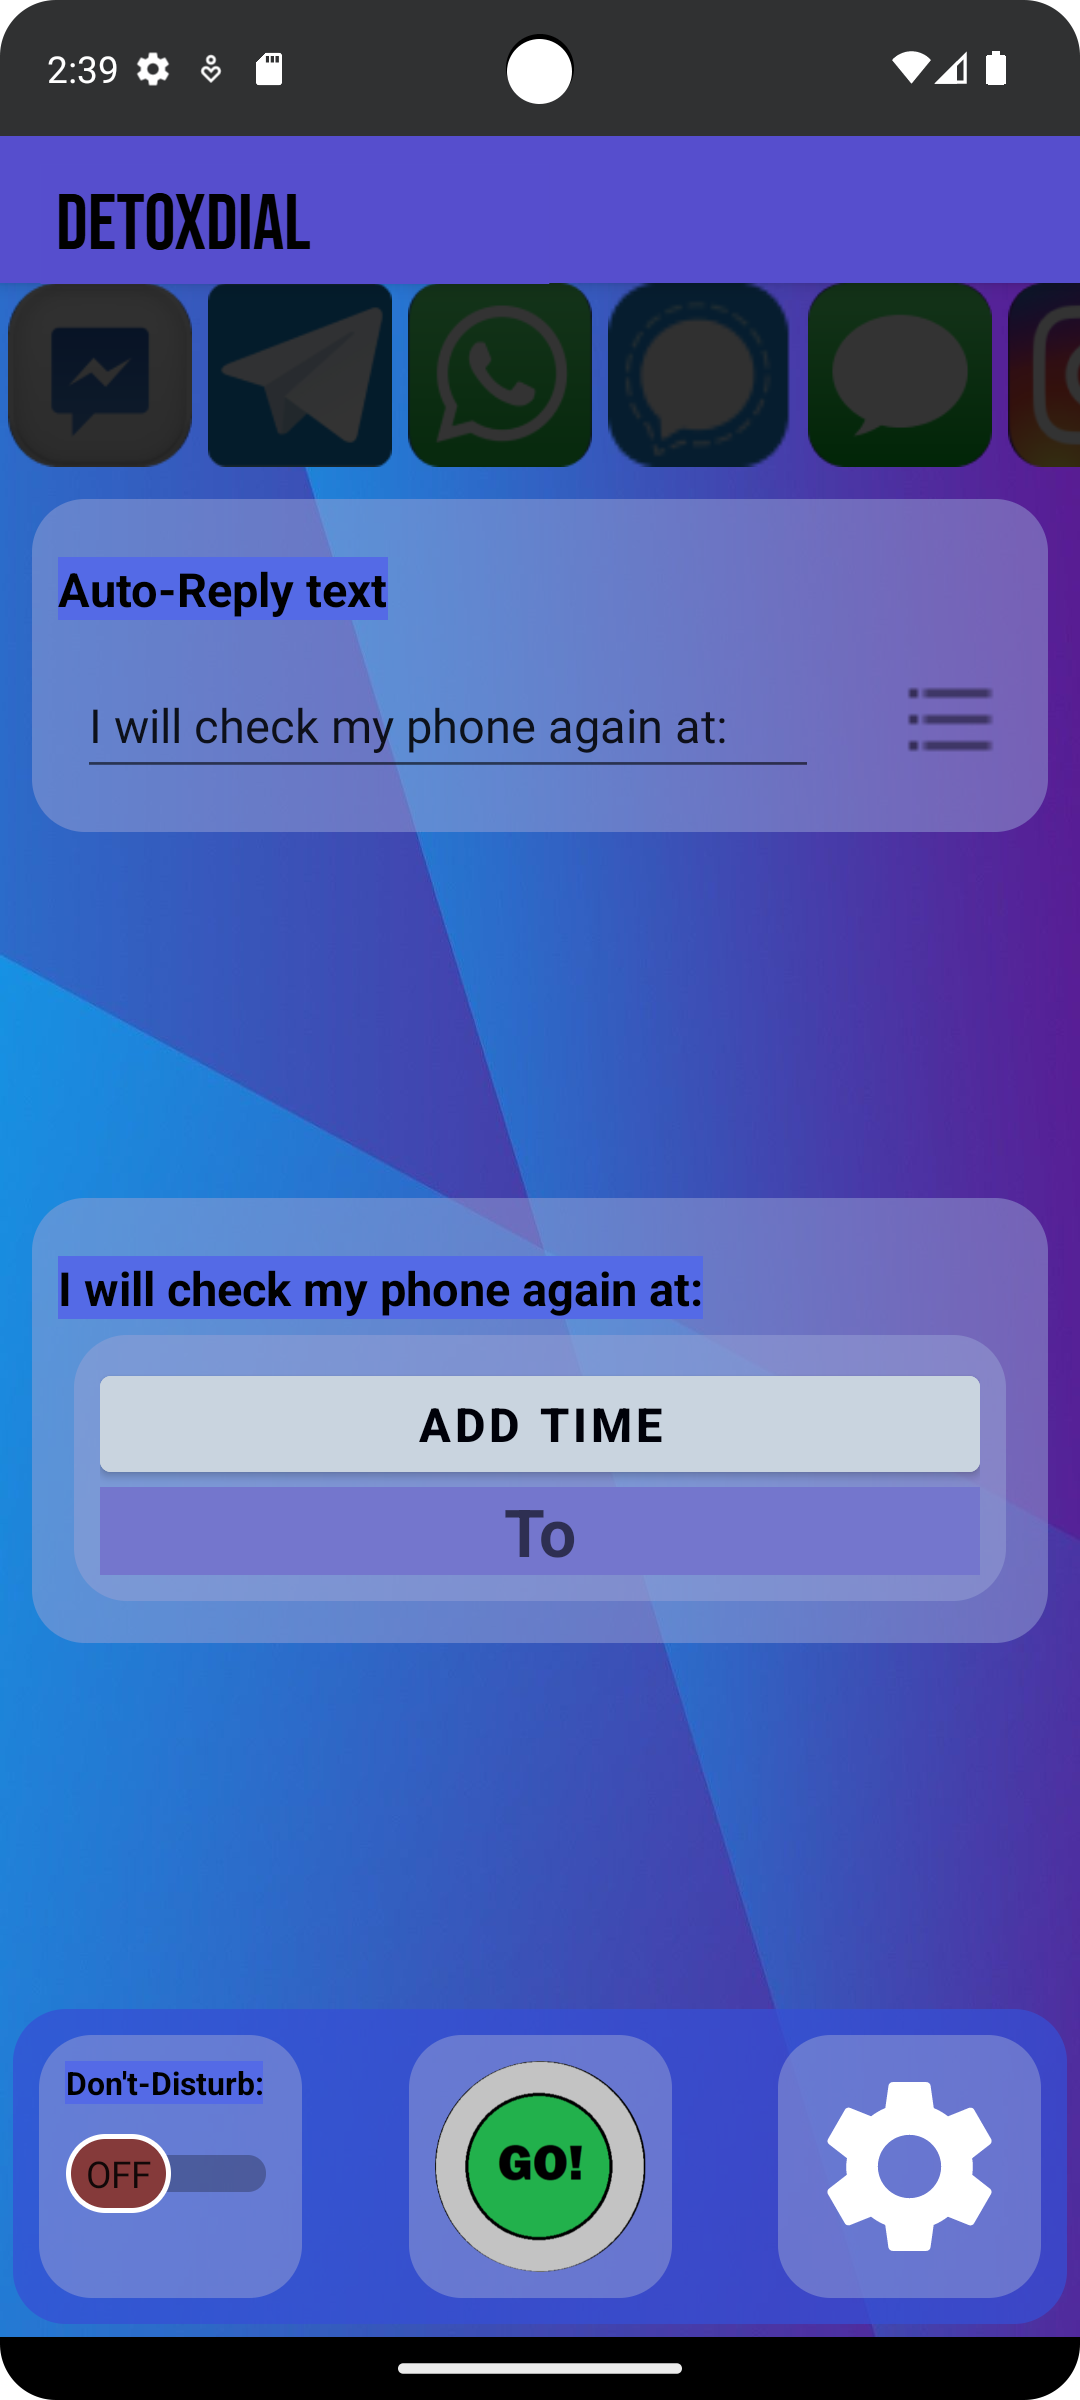 2:39
DETOXDIAL
Auto-Reply text
I will check my phone again at:
I will check my phone again at:
ADD TIME
To
Don't-Disturb:
OFF
GO!